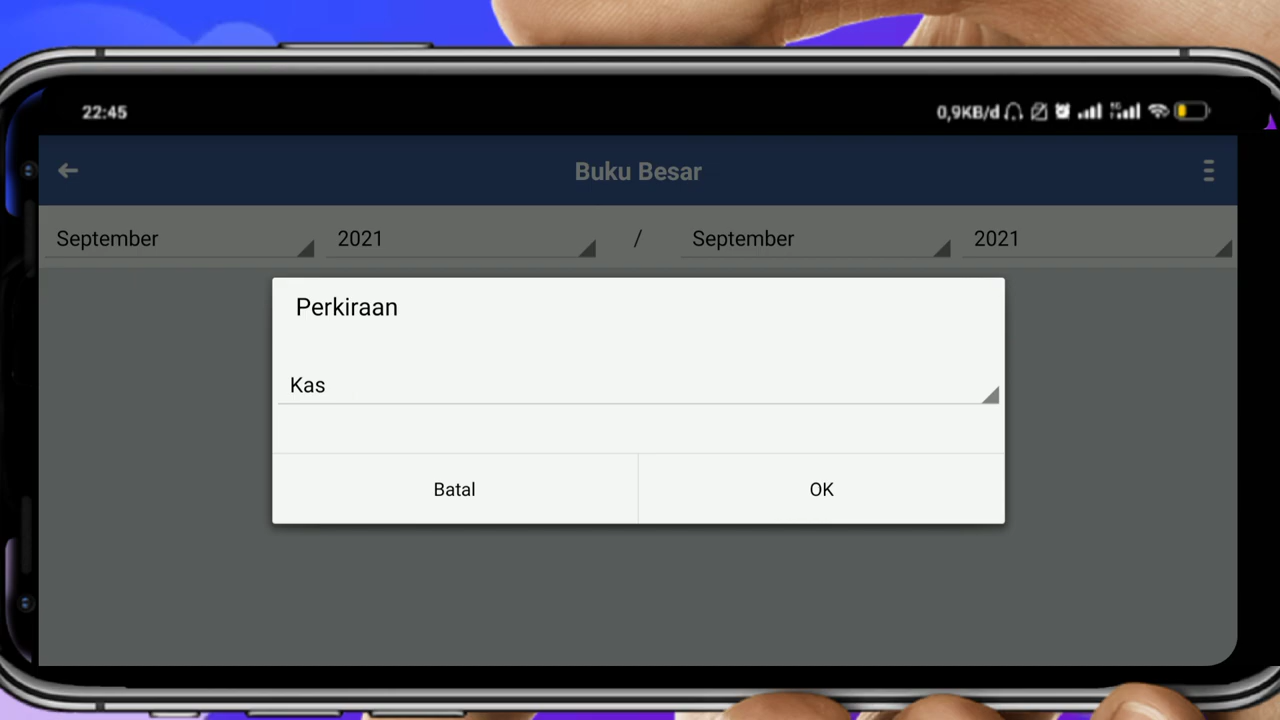 22:45 0,9KB/d
Buku Besar
September 2021 / September 2021
Perkiraan
Kas
Batal OK